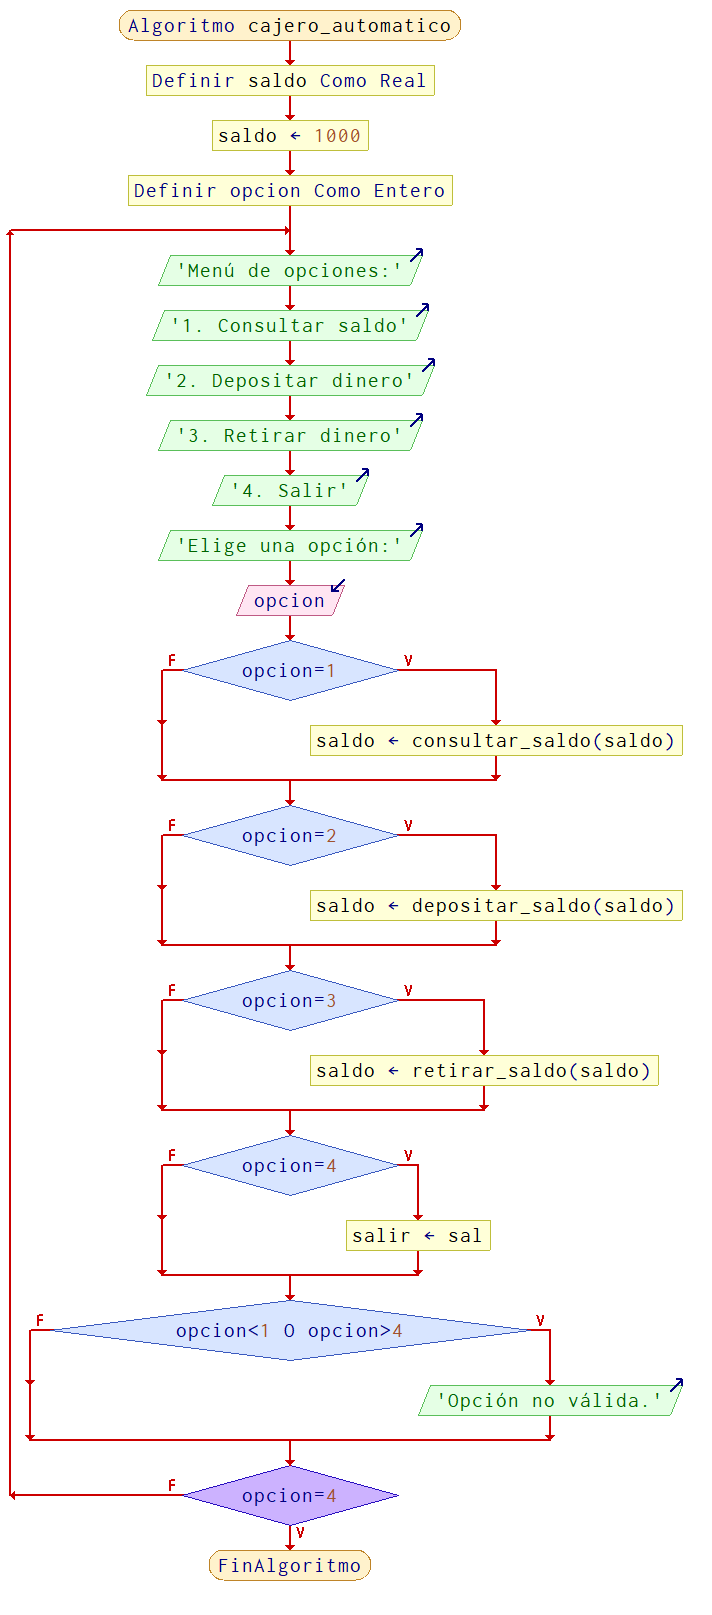 Algoritmo cajero_automatico
Definir saldo Como Real
saldo ← 1000
Definir opcion Como Entero
'Menú de opciones:'
'1. Consultar saldo'
'2. Depositar dinero'
'3. Retirar dinero'
'4. Salir'
'Elige una opción:'
opcion
F
V
opcion=1
saldo ← consultar_saldo(saldo)
F
V
opcion=2
saldo ← depositar_saldo(saldo)
F
V
opcion=3
saldo ← retirar_saldo(saldo)
F
V
opcion=4
salir ← sal
F
V
opcion<1 O opcion>4
'Opción no válida.'
F
opcion=4
V
FinAlgoritmo